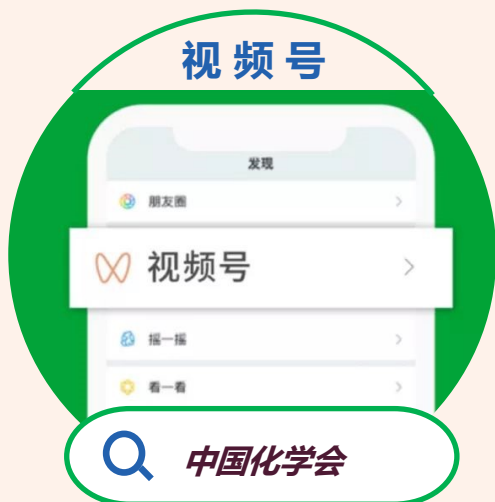 视频号
发现
朋友圈
视频号
摇一摇
看一看
中国化学会